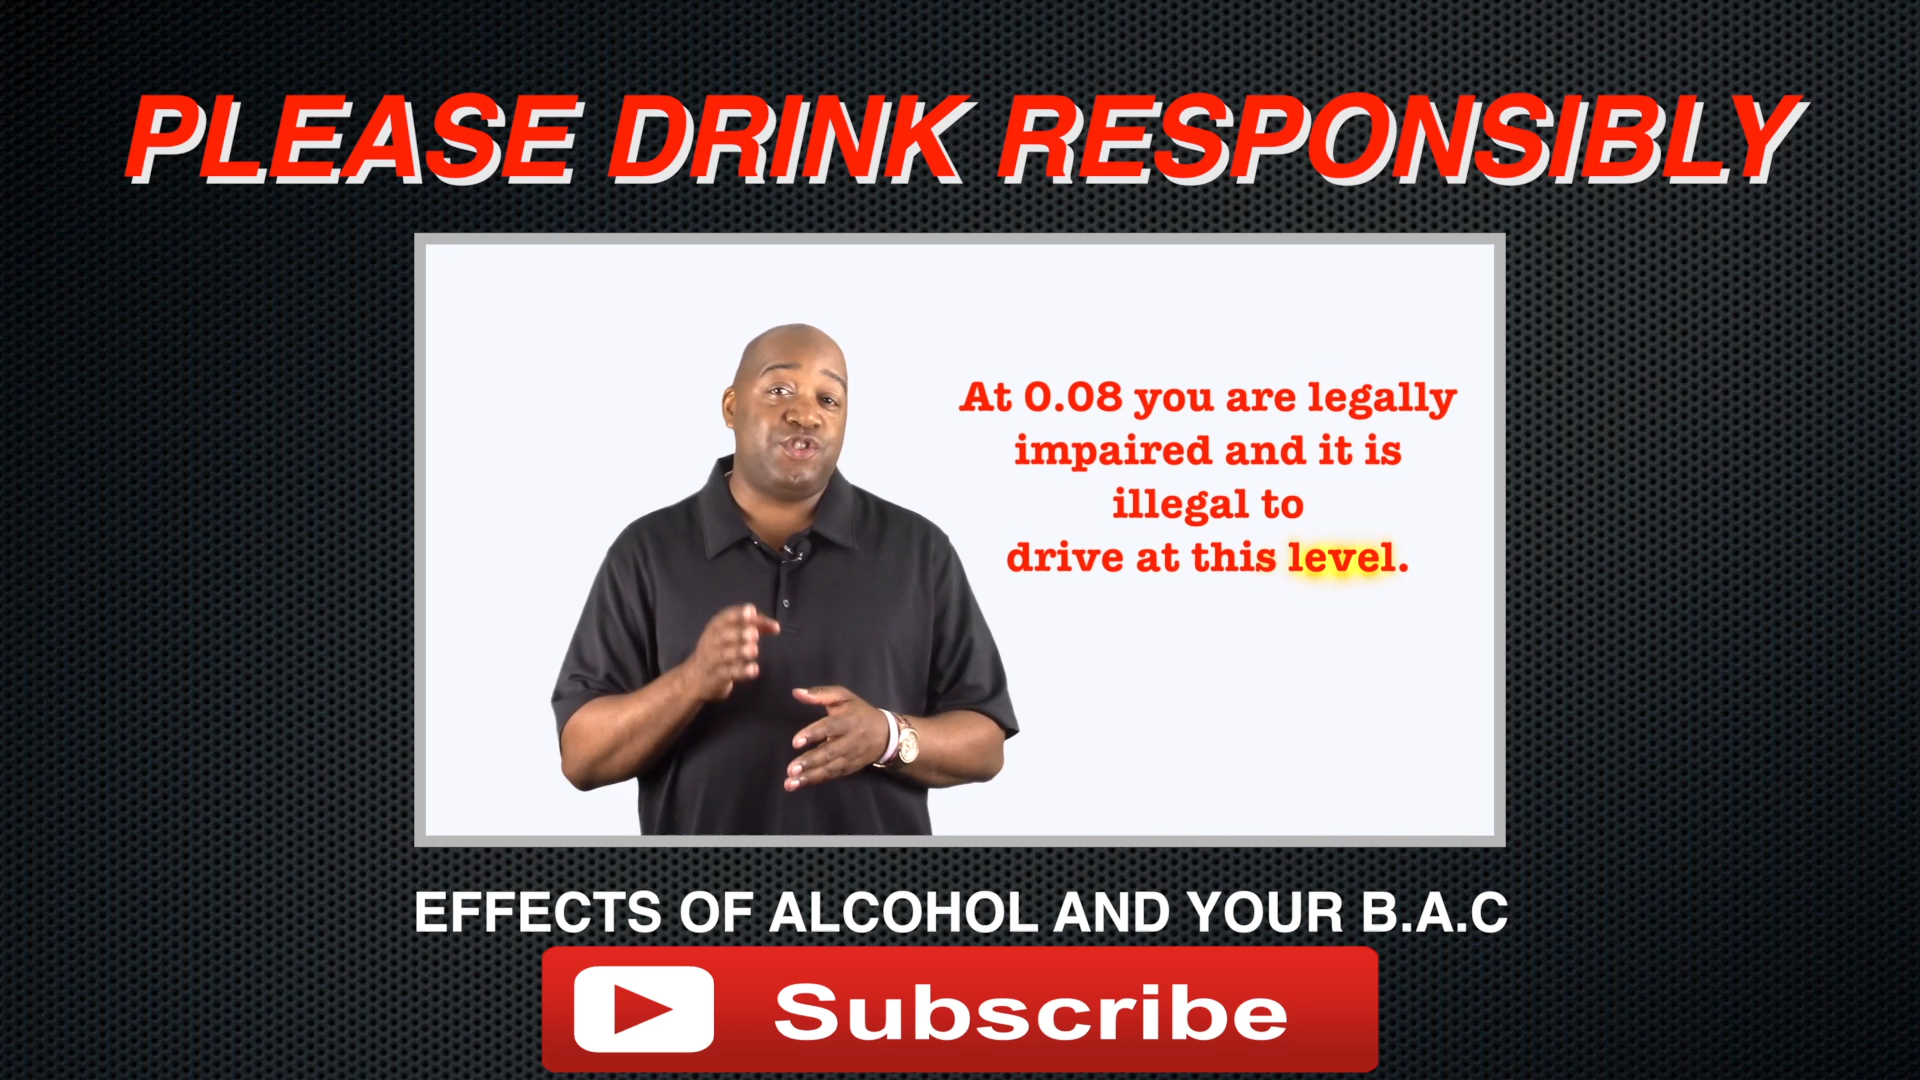 PLEASE DRINK RESPONSIBLY
At 0.08 you are legally
impaired and it is
illegal to
drive at this level.
EFFECTS OF ALCOHOL AND YOUR B.A.C
Subscribe